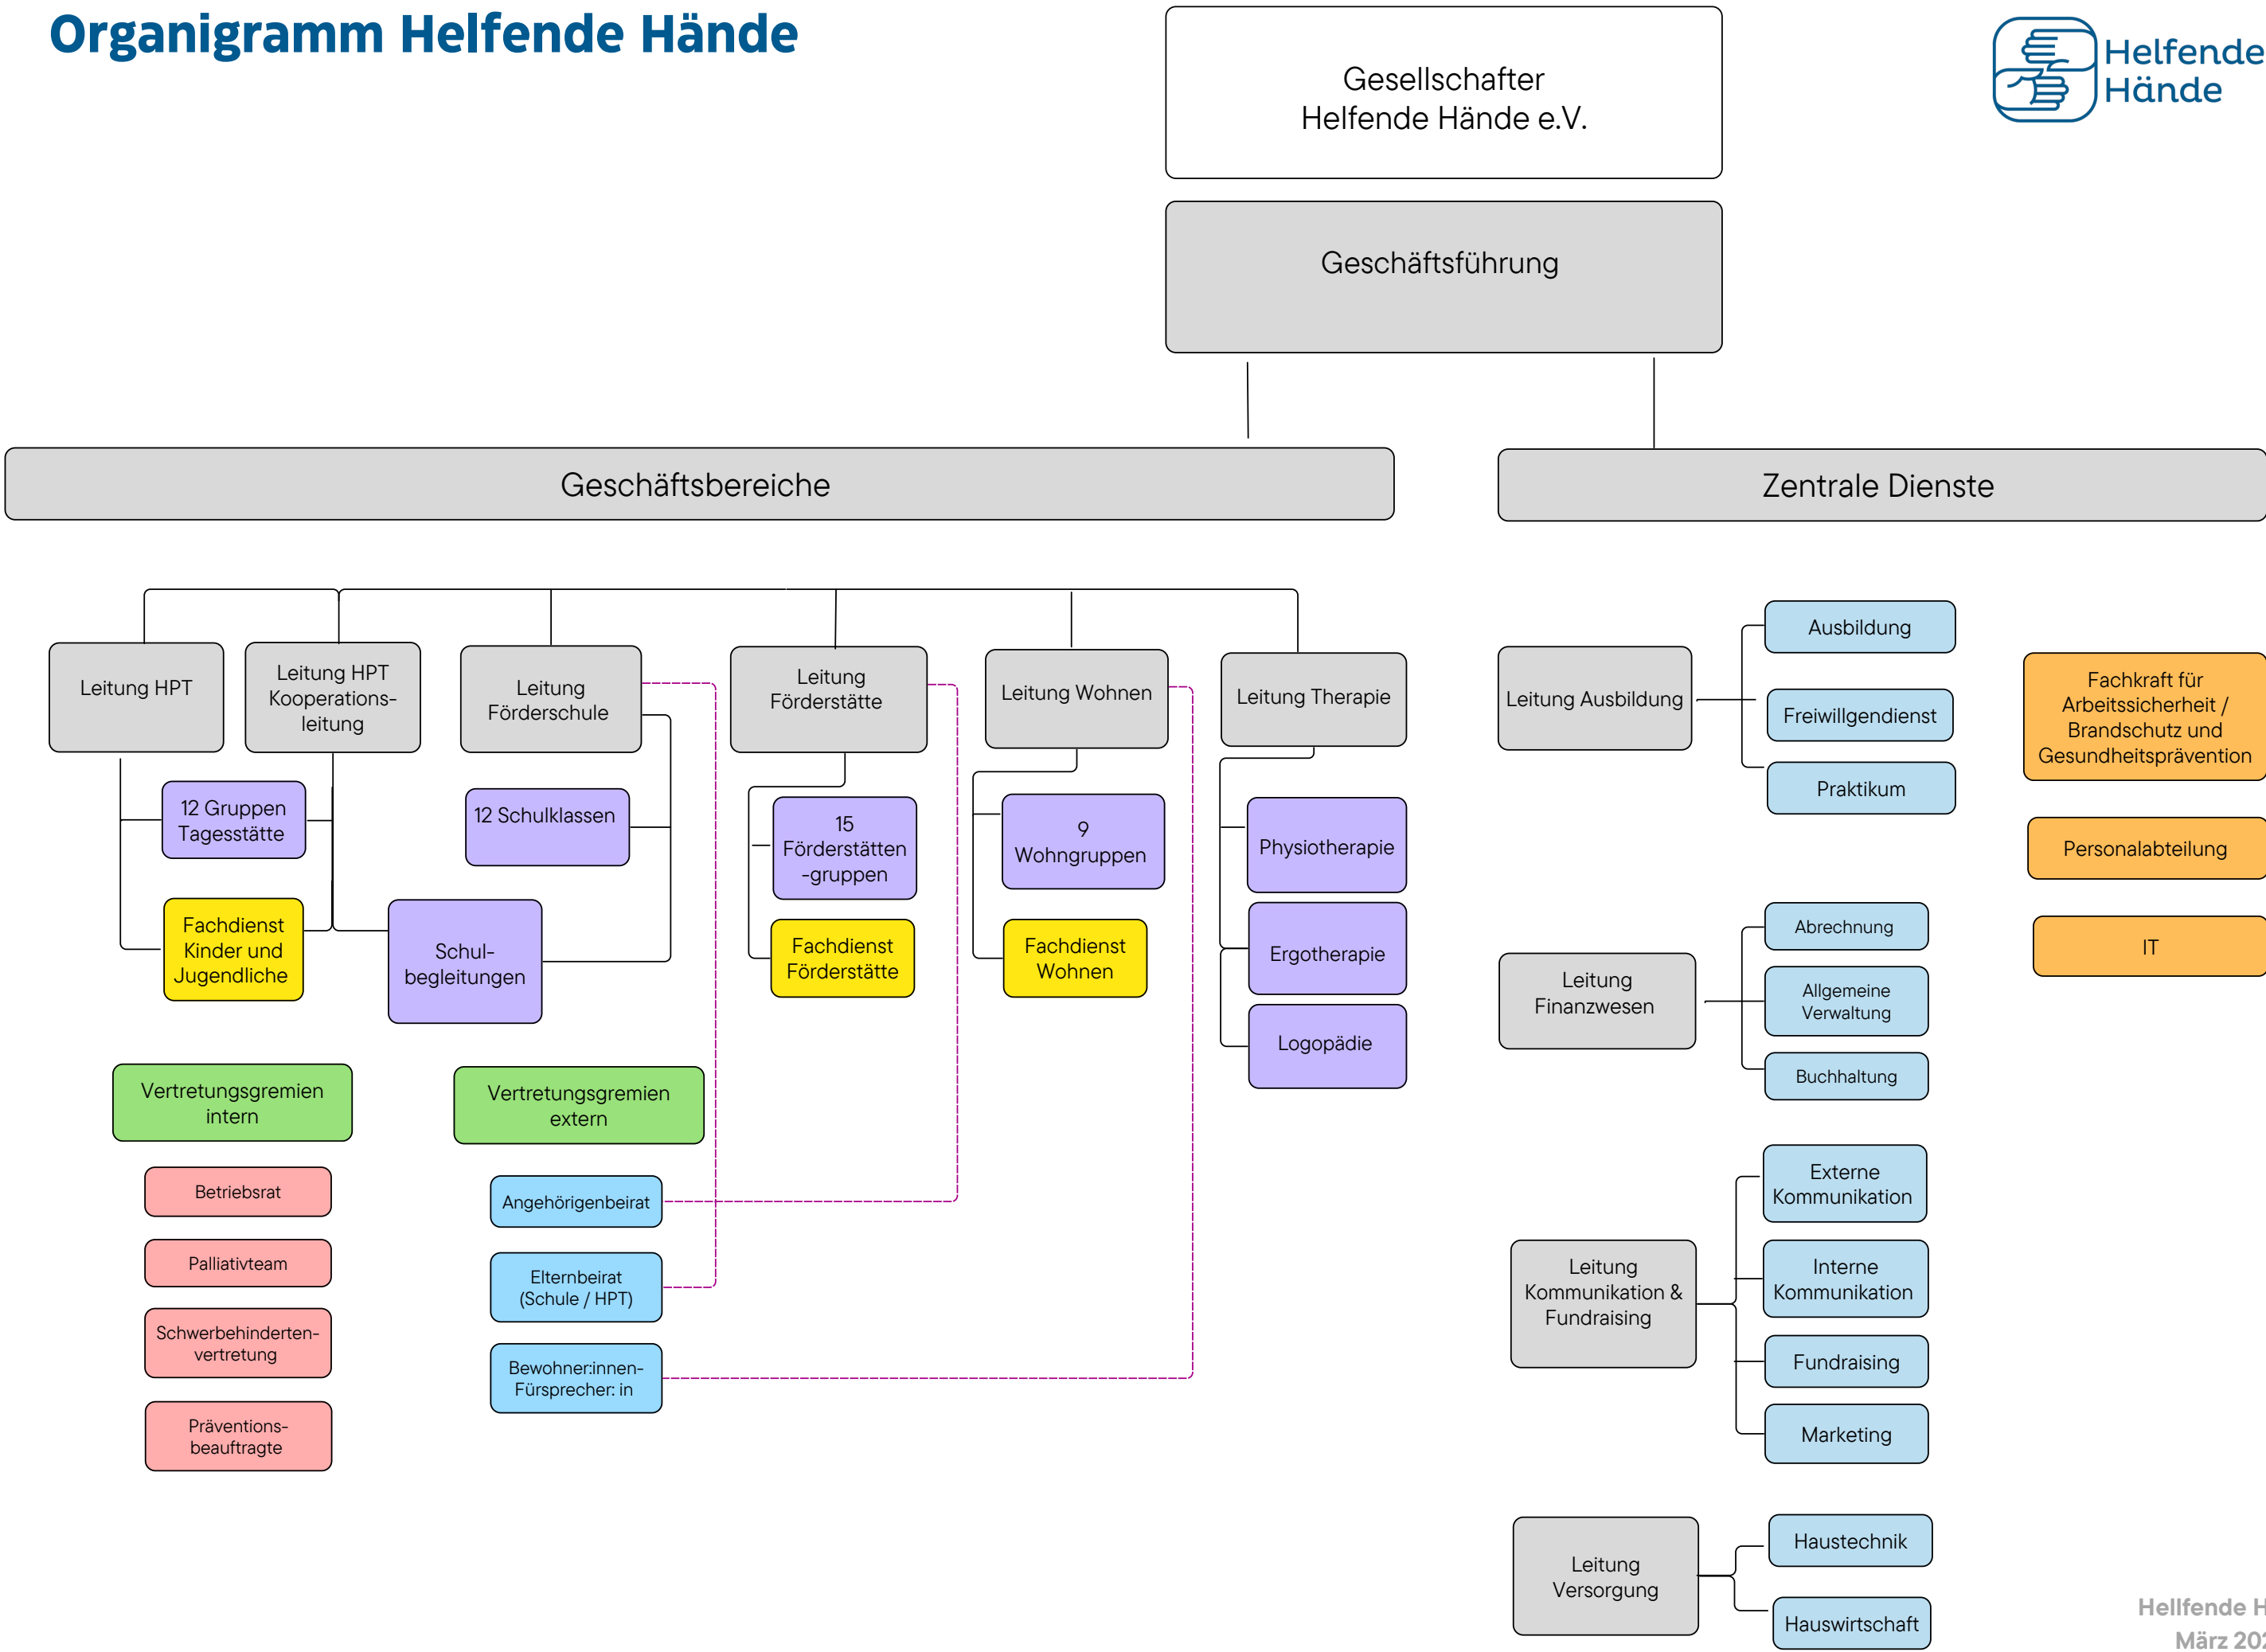 Organigramm Helfende Hände
Gesellschafter
Helfende Hände e.V.
Helfende
Hände
Geschäftsführung
Geschäftsbereiche
Zentrale Dienste
Leitung HPT
Leitung HPT
Kooperations-
leitung
Leitung
Förderschule
Leitung
Förderstätte
Leitung Wohnen
Leitung Therapie
12 Gruppen
Tagesstätte
Fachdienst
Kinder und
Jugendliche
12 Schulklassen
Schul-
begleitungen
15
Förderstätten
-gruppen
Fachdienst
Förderstätte
9
Wohngruppen
Fachdienst
Wohnen
Physiotherapie
Ergotherapie
Logopädie
Vertretungsgremien
intern
Betriebsrat
Palliativteam
Schwerbehinderten-
vertretung
Präventions-
beauftragte
Vertretungsgremien
extern
Angehörigenbeirat
Elternbeirat
(Schule / HPT)
Bewohner:innen-
Fürsprecher: in
Leitung Ausbildung
Ausbildung
Freiwillgendienst
Praktikum
Leitung
Finanzwesen
Abrechnung
Allgemeine
Verwaltung
Buchhaltung
Leitung
Kommunikation &
Fundraising
Externe
Kommunikation
Interne
Kommunikation
Fundraising
Marketing
Leitung
Versorgung
Haustechnik
Hauswirtschaft
Fachkraft für
Arbeitssicherheit /
Brandschutz und
Gesundheitsprävention
Personalabteilung
IT
Hellfende
März